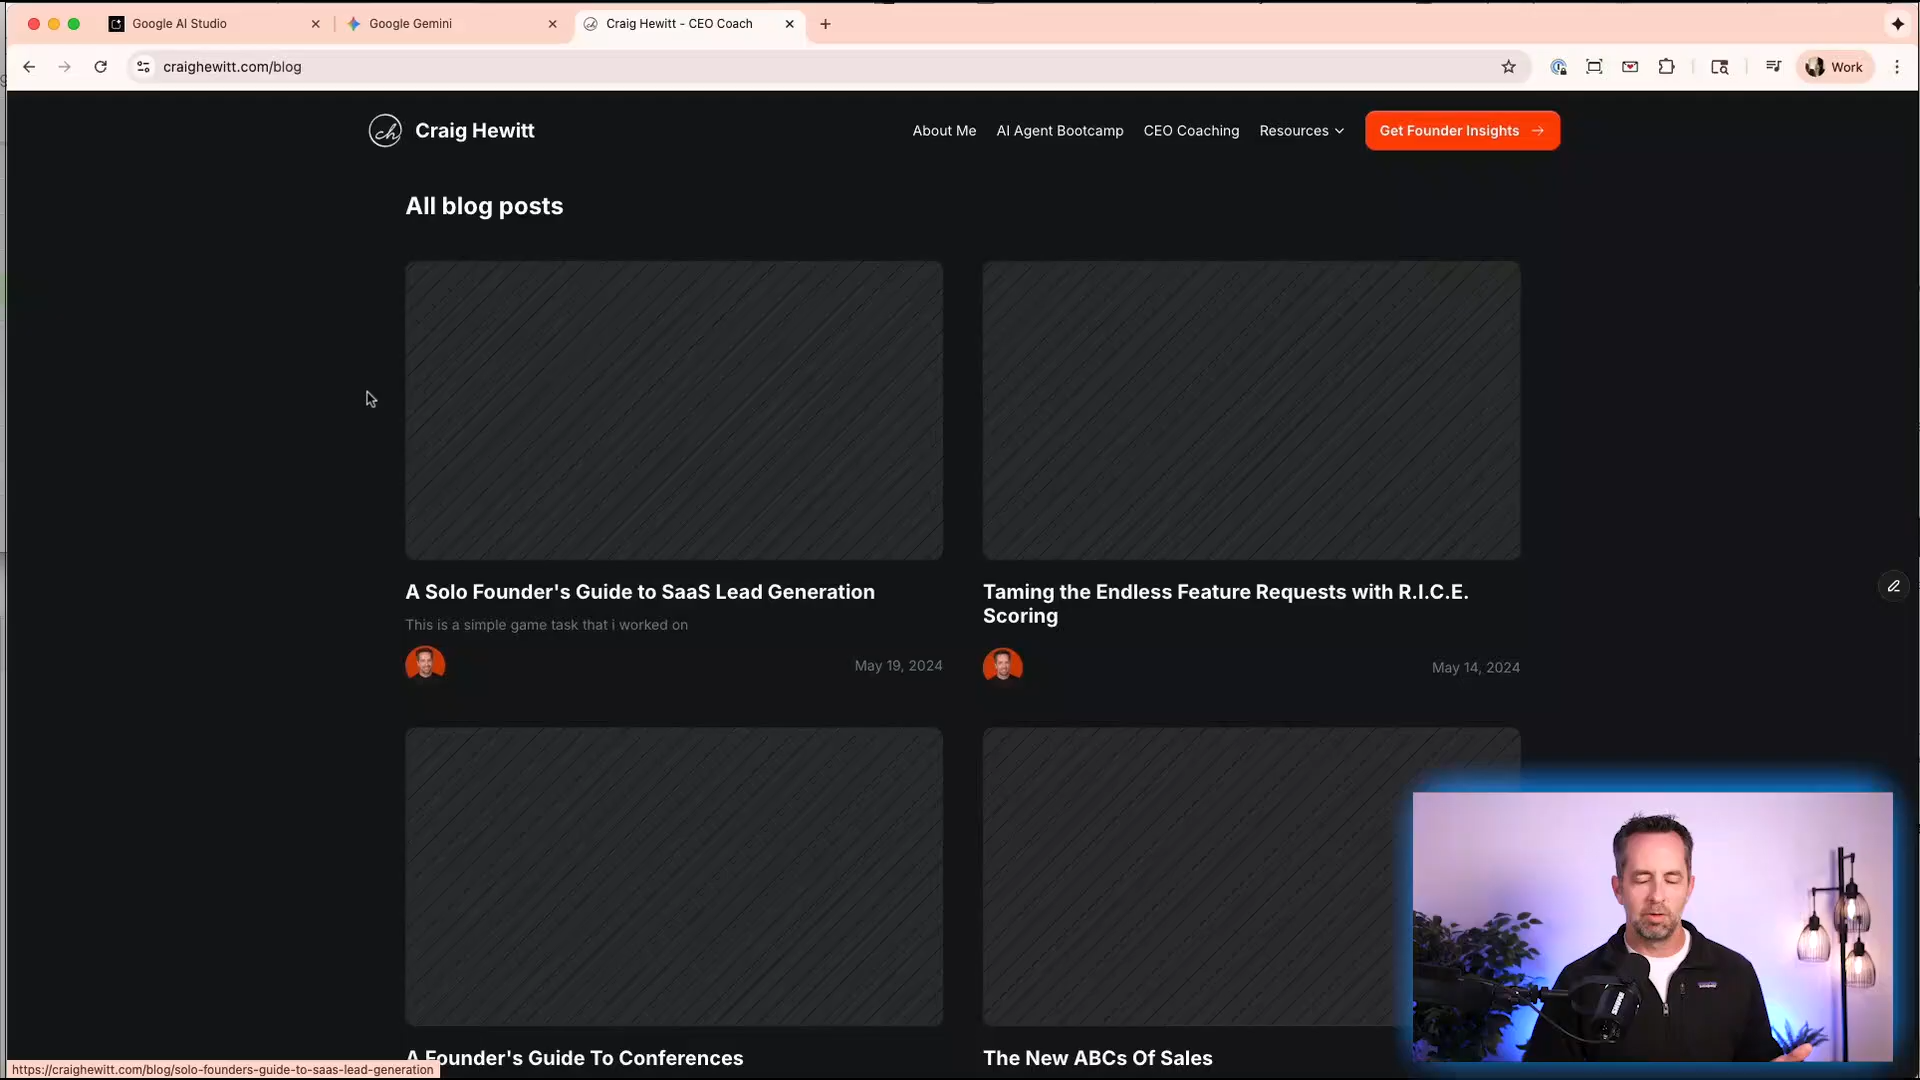 Google AI Studio
Google Gemini
Craig Hewitt - CEO Coach
craighewitt.com/blog
Work
ch
Craig Hewitt
About Me
AI Agent Bootcamp
CEO Coaching
Resources
Get Founder Insights
All blog posts
A Solo Founder's Guide to SaaS Lead Generation
This is a simple game task that i worked on
May 19, 2024
Taming the Endless Feature Requests with R.I.C.E.
Scoring
May 14, 2024
A Founder's Guide To Conferences
The New ABCs Of Sales
https://craighewitt.com/blog/solo-founders-guide-to-saas-lead-generation